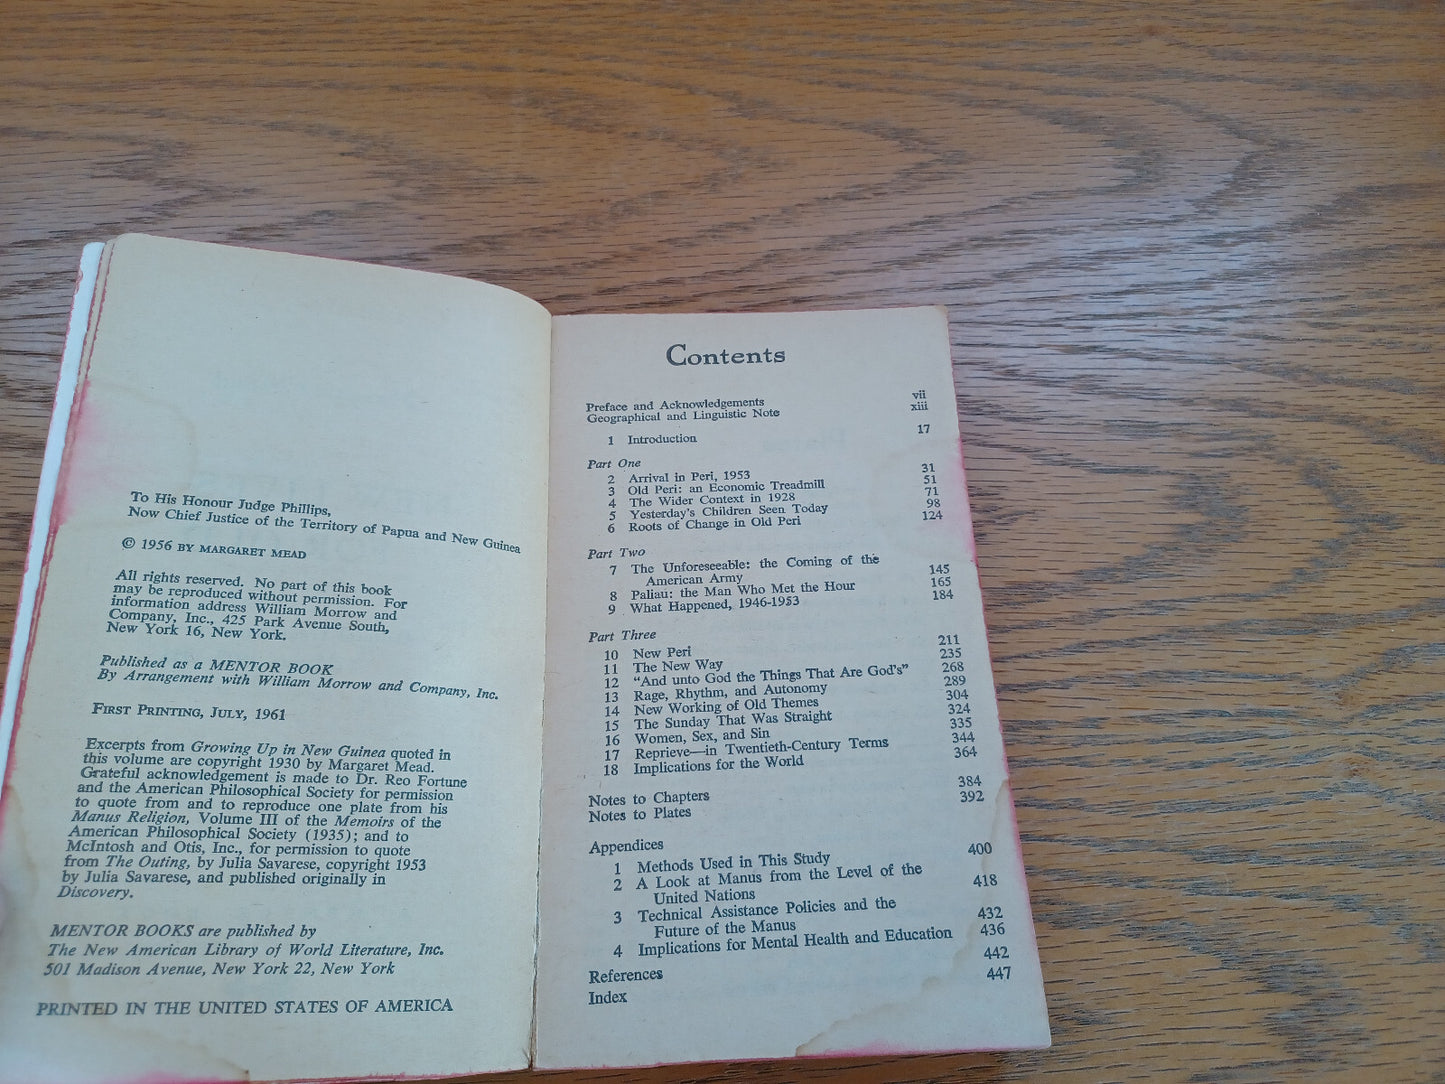 To His Honour Judge Phillips,
Now Chief Justice of the Territory of Papua and New Guinea
© 1956 BY MARGARET MEAD
All rights reserved. No part of this book
may be reproduced without permission. For
information address William Morrow and
Company, Inc., 425 Park Avenue South,
New York 16, New York.
Published as a MENTOR BOOK
By Arrangement with William Morrow and Company, Inc.
FIRST PRINTING, JULY, 1961
Excerpts from Growing Up in New Guinea quoted in
this volume are copyright 1930 by Margaret Mead.
Grateful acknowledgement is made to Dr. Reo Fortune
and the American Philosophical Society for permission
to quote from and to reproduce one plate from his
Manus Religion, Volume III of the Memoirs of the
American Philosophical Society (1935); and to
McIntosh and Otis, Inc., for permission to quote
from The Outing, by Julia Savarese, copyright 1953
by Julia Savarese, and published originally in
Discovery.
MENTOR BOOKS are published by
The New American Library of World Literature, Inc.
501 Madison Avenue, New York 22, New York
PRINTED IN THE UNITED STATES OF AMERICA
Contents
Preface and Acknowledgements vii
Geographical and Linguistic Note xiii
1 Introduction 17
Part One
2 Arrival in Peri, 1953 31
3 Old Peri: an Economic Treadmill 51
4 The Wider Context in 1928 71
5 Yesterday's Children Seen Today 98
6 Roots of Change in Old Peri 124
Part Two
7 The Unforeseeable: the Coming of the
American Army 145
8 Paliau: the Man Who Met the Hour 165
9 What Happened, 1946-1953 184
Part Three
10 New Peri 211
11 The New Way 235
12 "And unto God the Things That Are God's" 268
13 Rage, Rhythm, and Autonomy 289
14 New Working of Old Themes 304
15 The Sunday That Was Straight 324
16 Women, Sex, and Sin 335
17 Reprieve—in Twentieth-Century Terms 344
18 Implications for the World 364
Notes to Chapters 384
Notes to Plates 392
Appendices
1 Methods Used in This Study 400
2 A Look at Manus from the Level of the
United Nations 418
3 Technical Assistance Policies and the
Future of the Manus 432
4 Implications for Mental Health and Education 436
References 442
Index 447